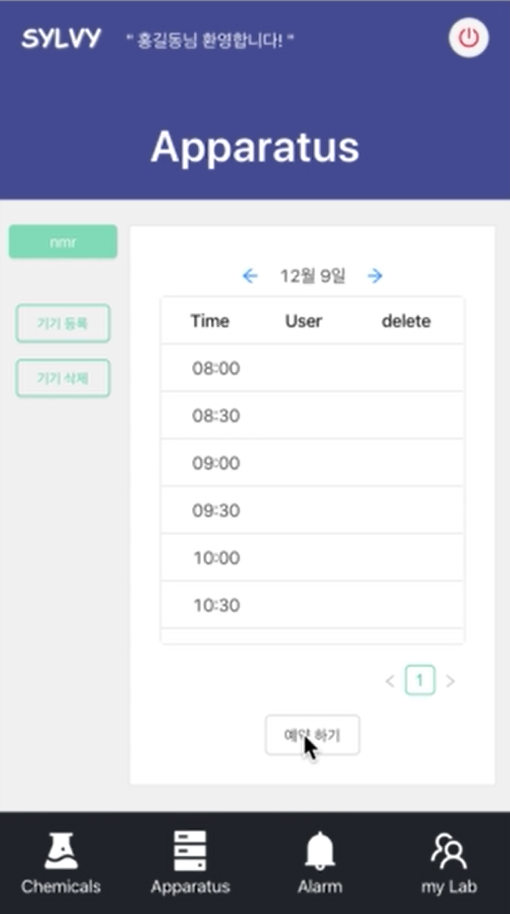 SYLVY
" 홍길동님 환영합니다! "
Apparatus
nmr
기기 등록
기기 삭제
12월 9일
Time User delete
08:00
08:30
09:00
09:30
10:00
10:30
< 1 >
예약 하기
Chemicals Apparatus Alarm my Lab